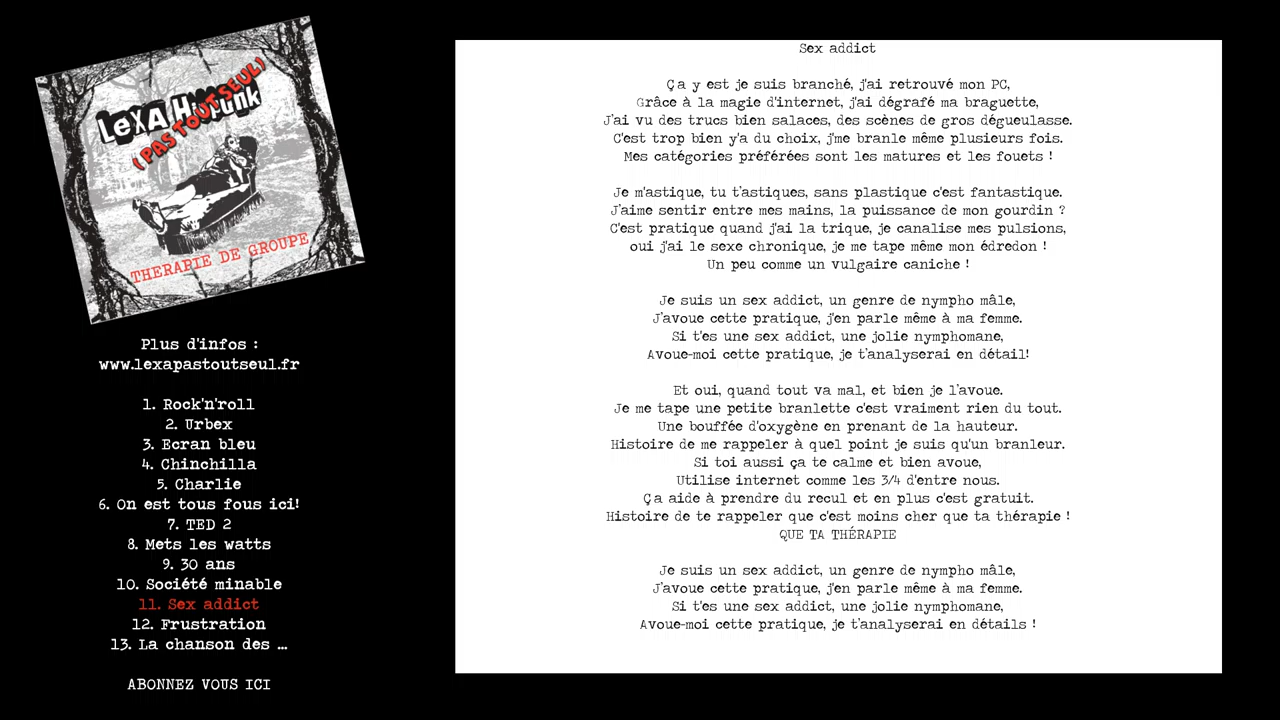 LeXA Hippunk
(PAS TOUT SEUL)
THERAPIE DE GROUPE
Plus d'infos :
www.lexapastoutseul.fr
1. Rock'n'roll
2. Urbex
3. Ecran bleu
4. Chinchilla
5. Charlie
6. On est tous fous ici!
7. TED 2
8. Mets les watts
9. 30 ans
10. Société minable
11. Sex addict
12. Frustration
13. La chanson des ...
ABONNEZ VOUS ICI
Sex addict
Ça y est je suis branché, j'ai retrouvé mon PC,
Grâce à la magie d'internet, j'ai dégrafé ma braguette,
J'ai vu des trucs bien salaces, des scènes de gros dégueulasse.
C'est trop bien y'a du choix, j'me branle même plusieurs fois.
Mes catégories préférées sont les matures et les fouets !
Je m'astique, tu t'astiques, sans plastique c'est fantastique.
J'aime sentir entre mes mains, la puissance de mon gourdin ?
C'est pratique quand j'ai la trique, je canalise mes pulsions,
oui j'ai le sexe chronique, je me tape même mon édredon !
Un peu comme un vulgaire caniche !
Je suis un sex addict, un genre de nympho mâle,
J'avoue cette pratique, j'en parle même à ma femme.
Si t'es une sex addict, une jolie nymphomane,
Avoue-moi cette pratique, je t'analyserai en détail!
Et oui, quand tout va mal, et bien je l'avoue.
Je me tape une petite branlette c'est vraiment rien du tout.
Une bouffée d'oxygène en prenant de la hauteur.
Histoire de me rappeler à quel point je suis qu'un branleur.
Si toi aussi ça te calme et bien avoue,
Utilise internet comme les 3/4 d'entre nous.
Ça aide à prendre du recul et en plus c'est gratuit.
Histoire de te rappeler que c'est moins cher que ta thérapie !
QUE TA THÉRAPIE
Je suis un sex addict, un genre de nympho mâle,
J'avoue cette pratique, j'en parle même à ma femme.
Si t'es une sex addict, une jolie nymphomane,
Avoue-moi cette pratique, je t'analyserai en détails !